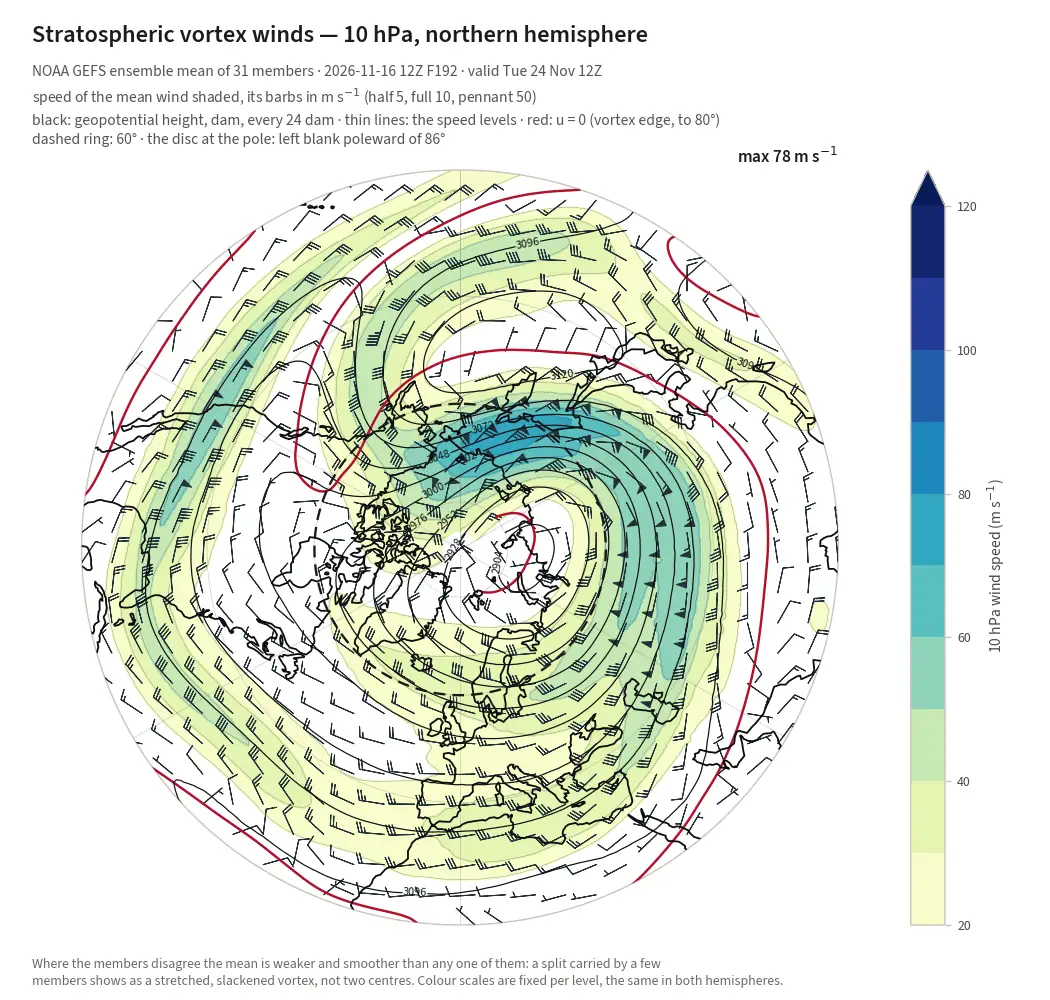 Stratospheric vortex winds — 10 hPa, northern hemisphere
NOAA GEFS ensemble mean of 31 members · 2026-11-16 12Z F192 · valid Tue 24 Nov 12Z
speed of the mean wind shaded, its barbs in m s⁻¹ (half 5, full 10, pennant 50)
black: geopotential height, dam, every 24 dam · thin lines: the speed levels · red: u = 0 (vortex edge, to 80°)
dashed ring: 60° · the disc at the pole: left blank poleward of 86°
max 78 m s⁻¹
120
100
80
60
40
20
10 hPa wind speed (m s⁻¹)
3096
3120
3048
3000
2976
2928
3096
Where the members disagree the mean is weaker and smoother than any one of them: a split carried by a few
members shows as a stretched, slackened vortex, not two centres. Colour scales are fixed per level, the same in both hemispheres.